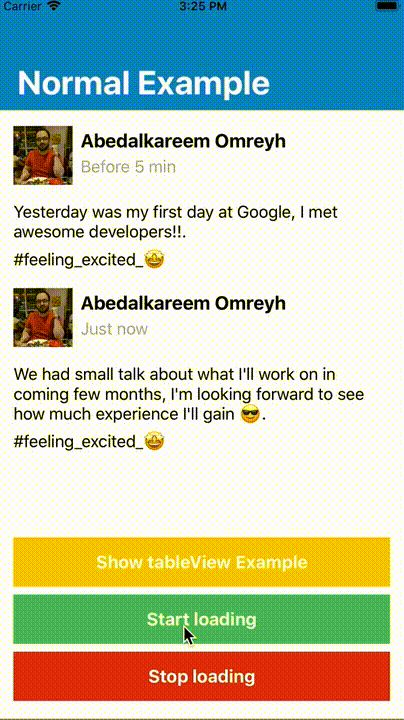 Carrier 3:25 PM
Normal Example
Abedalkareem Omreyh
Before 5 min
Yesterday was my first day at Google, I met
awesome developers!!.
#feeling_excited_🤩
Abedalkareem Omreyh
Just now
We had small talk about what I'll work on in
coming few months, I'm looking forward to see
how much experience I'll gain 😎.
#feeling_excited_🤩
Show tableView Example
Start loading
Stop loading